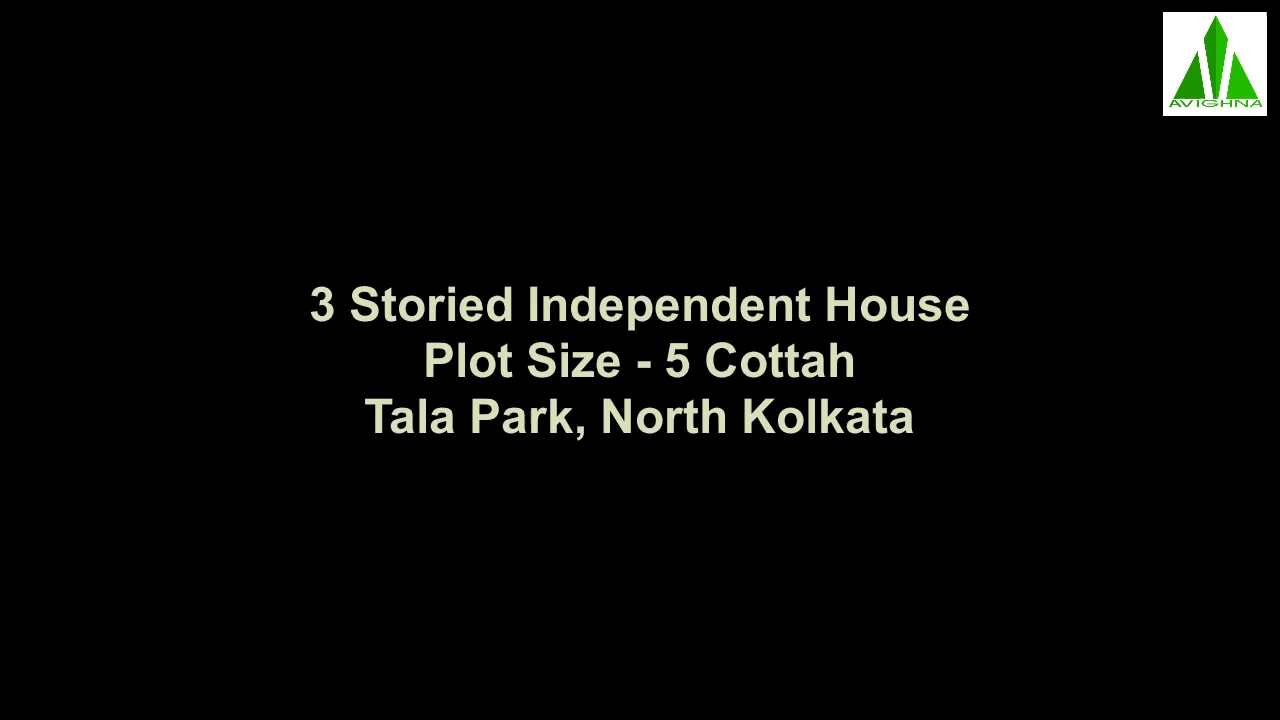 AVIGHNA
3 Storied Independent House
Plot Size - 5 Cottah
Tala Park, North Kolkata